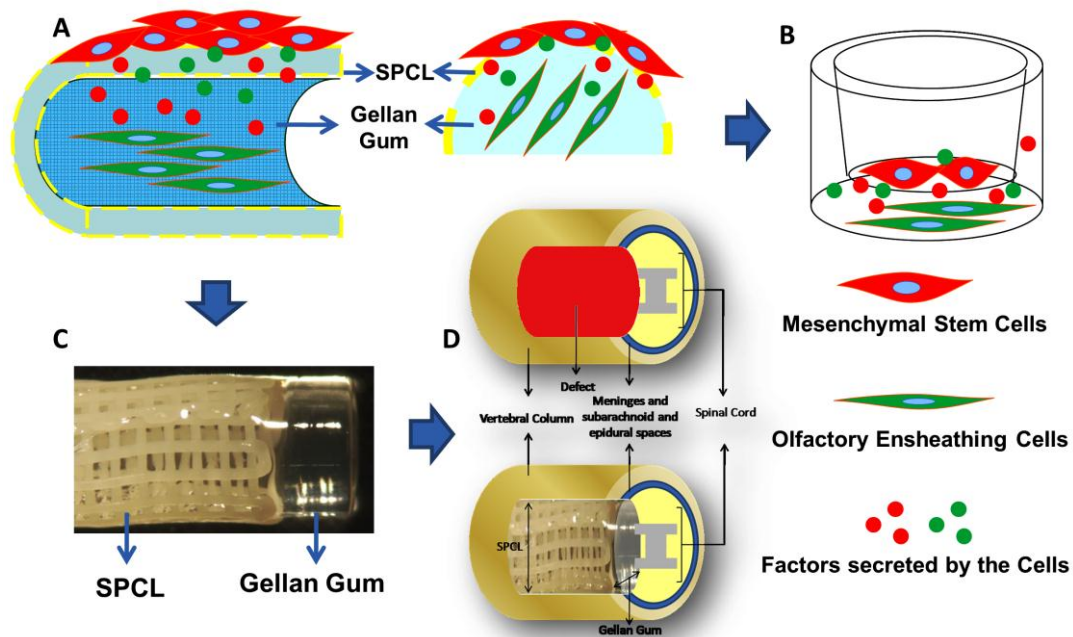 A
SPCL
Gellan
Gum
B
Mesenchymal Stem Cells
Olfactory Ensheathing Cells
Factors secreted by the Cells
C
SPCL
Gellan Gum
D
Defect
Vertebral Column
Meninges and
subarachnoid and
epidural spaces
Spinal Cord
SPCL
Gellan Gum